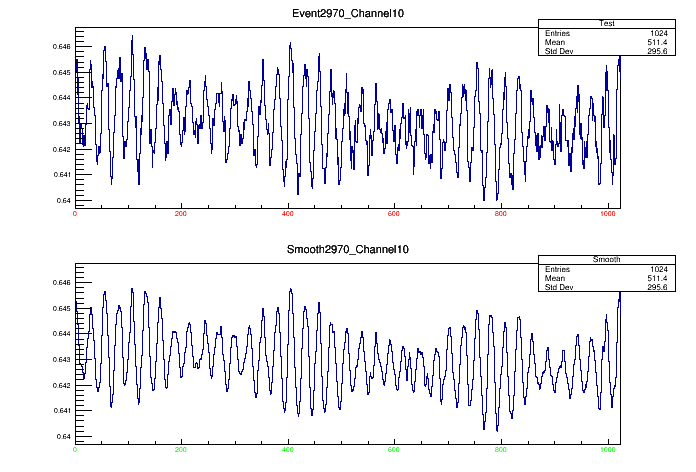 Event2970_Channel10
Test
Entries 1024
Mean 511.4
Std Dev 295.6
0.646
0.645
0.644
0.643
0.642
0.641
0.64
0 200 400 600 800 1000
Smooth2970_Channel10
Smooth
Entries 1024
Mean 511.4
Std Dev 295.6
0.646
0.645
0.644
0.643
0.642
0.641
0.64
0 200 400 600 800 1000